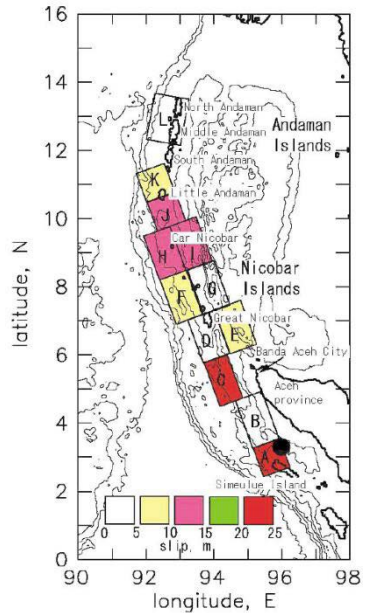 16
14
12
10
8
6
4
2
0
latitude, N
North Andaman
L
Middle Andaman
Andaman
Islands
South Andaman
K
Little Andaman
J
Car Nicobar
H
I
Nicobar
Islands
G
F
Great Nicobar
D
E
Banda Aceh City
C
Aceh
province
B
A
Simeulue Island
0 5 10 15 20 25
slip, m
90 92 94 96 98
longitude, E